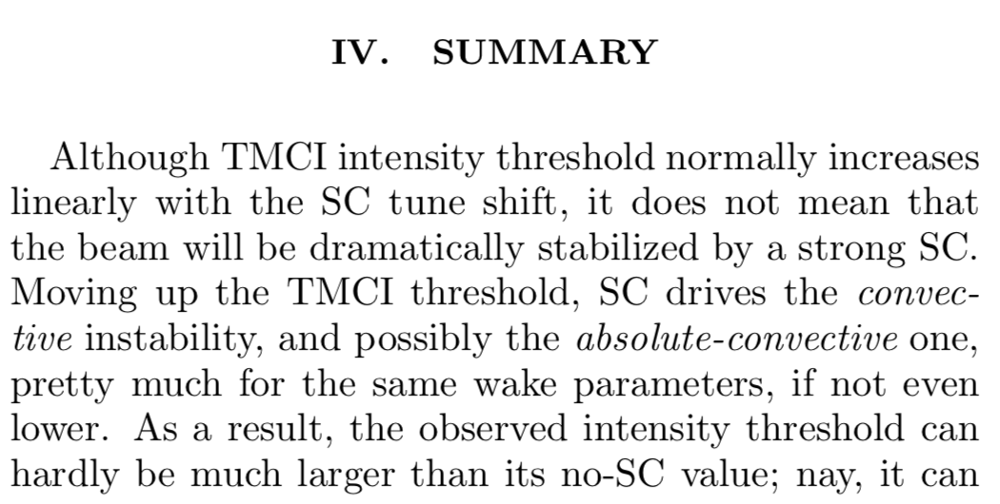 IV. SUMMARY
Although TMCI intensity threshold normally increases
linearly with the SC tune shift, it does not mean that
the beam will be dramatically stabilized by a strong SC.
Moving up the TMCI threshold, SC drives the convec-
tive instability, and possibly the absolute-convective one,
pretty much for the same wake parameters, if not even
lower. As a result, the observed intensity threshold can
hardly be much larger than its no-SC value; nay, it can